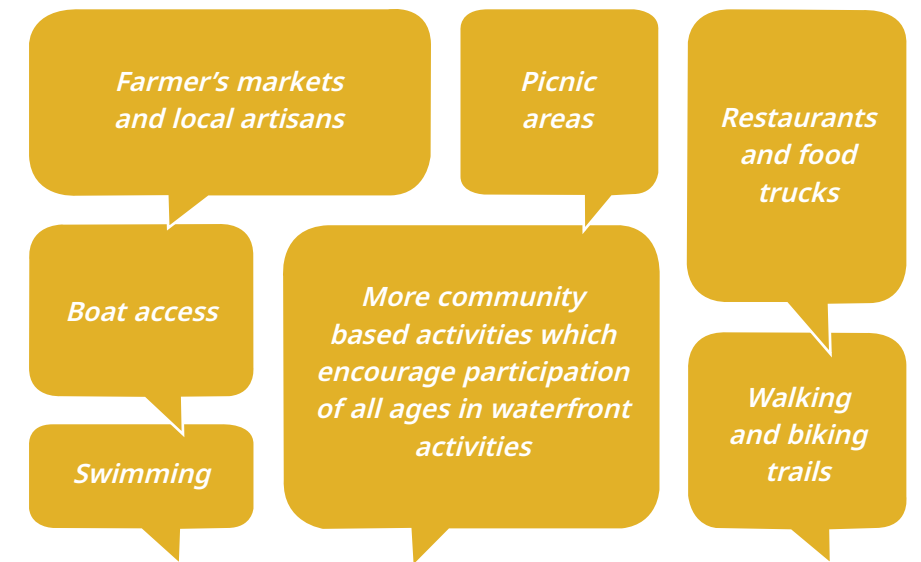 Farmer’s markets
and local artisans
Picnic
areas
Restaurants
and food
trucks
Boat access
More community
based activities which
encourage participation
of all ages in waterfront
activities
Swimming
Walking
and biking
trails